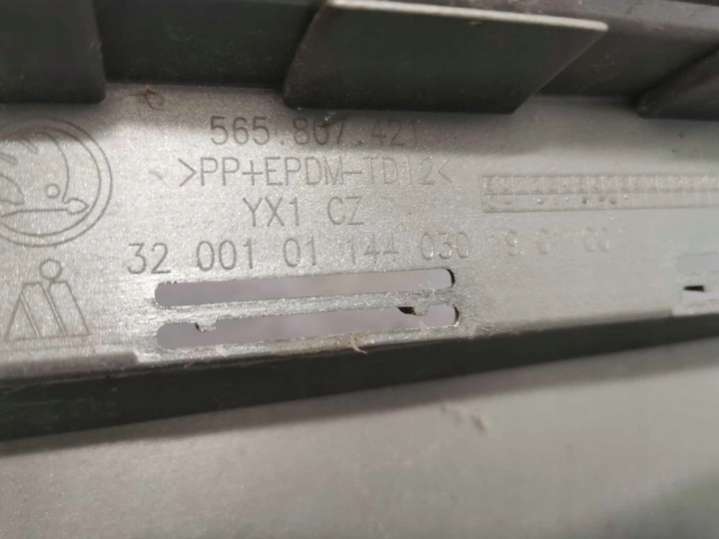 565.807.421
>PP+EPDM-TD12<
YX1 CZ
32 001 01 144 030